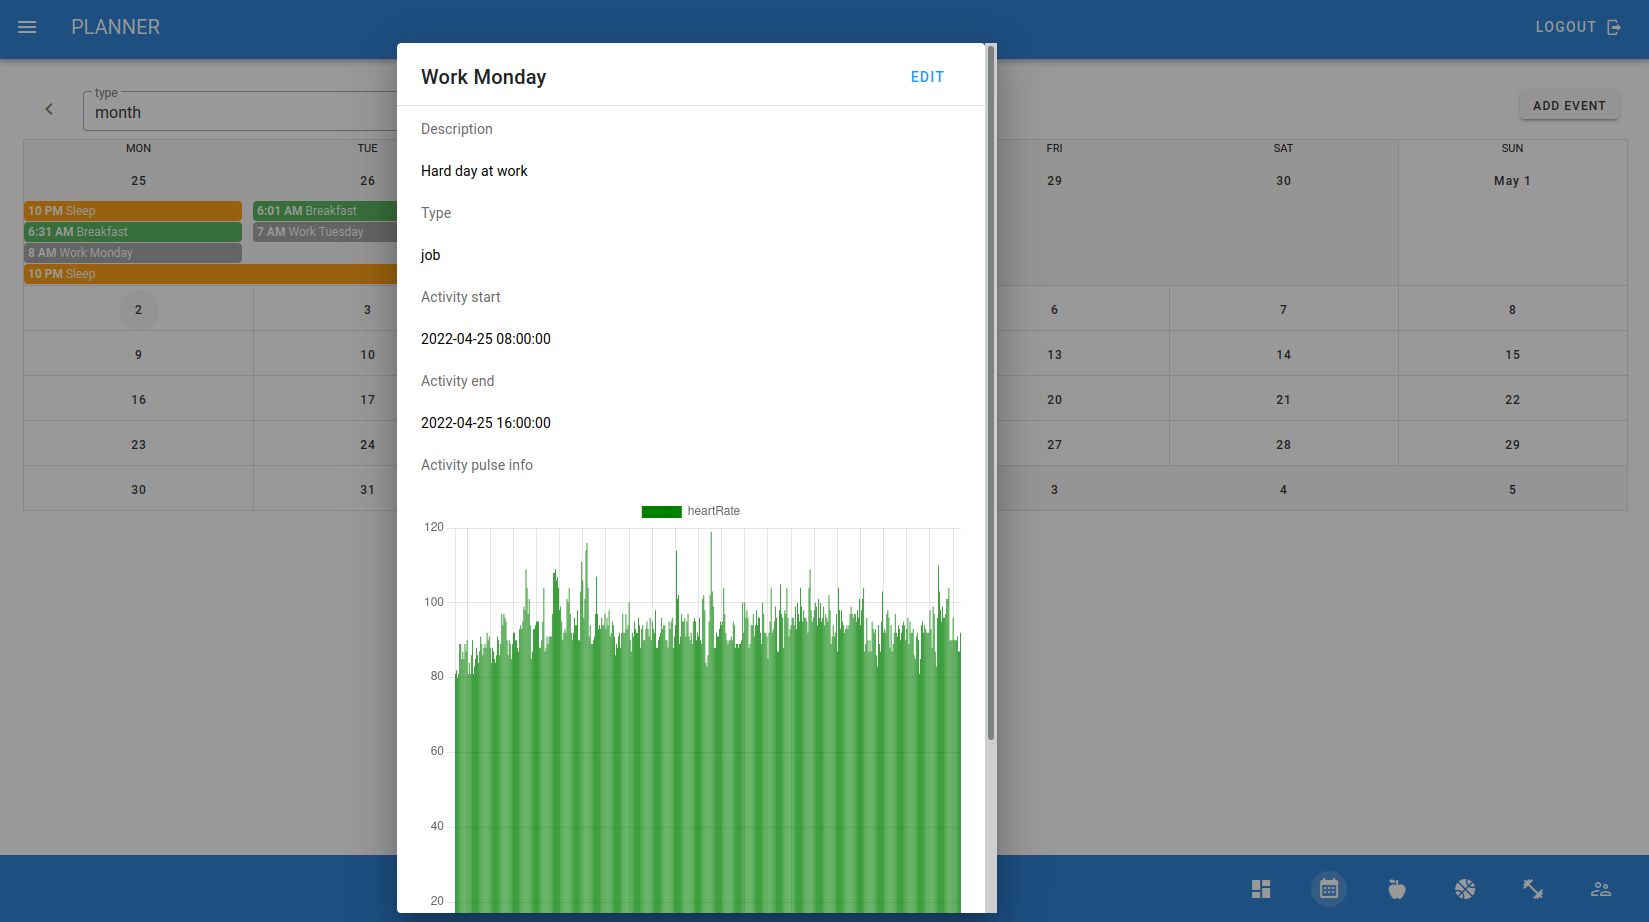 PLANNER
LOGOUT
type
month
ADD EVENT
MON
TUE
FRI
SAT
SUN
25
26
29
30
May 1
10 PM Sleep
6:01 AM Breakfast
6:31 AM Breakfast
7 AM Work Tuesday
8 AM Work Monday
10 PM Sleep
2
3
6
7
8
9
10
13
14
15
16
17
20
21
22
23
24
27
28
29
30
31
3
4
5
Work Monday
EDIT
Description
Hard day at work
Type
job
Activity start
2022-04-25 08:00:00
Activity end
2022-04-25 16:00:00
Activity pulse info
heartRate
120
100
80
60
40
20